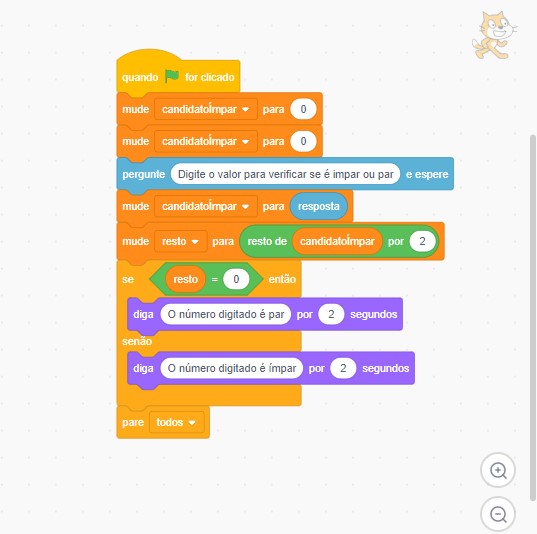 quando for clicado
mude candidatoÍmpar para 0
mude candidatoÍmpar para 0
pergunte Digite o valor para verificar se é impar ou par e espere
mude candidatoÍmpar para resposta
mude resto para resto de candidatoÍmpar por 2
se resto = 0 então
diga O número digitado é par por 2 segundos
senão
diga O número digitado é ímpar por 2 segundos
pare todos